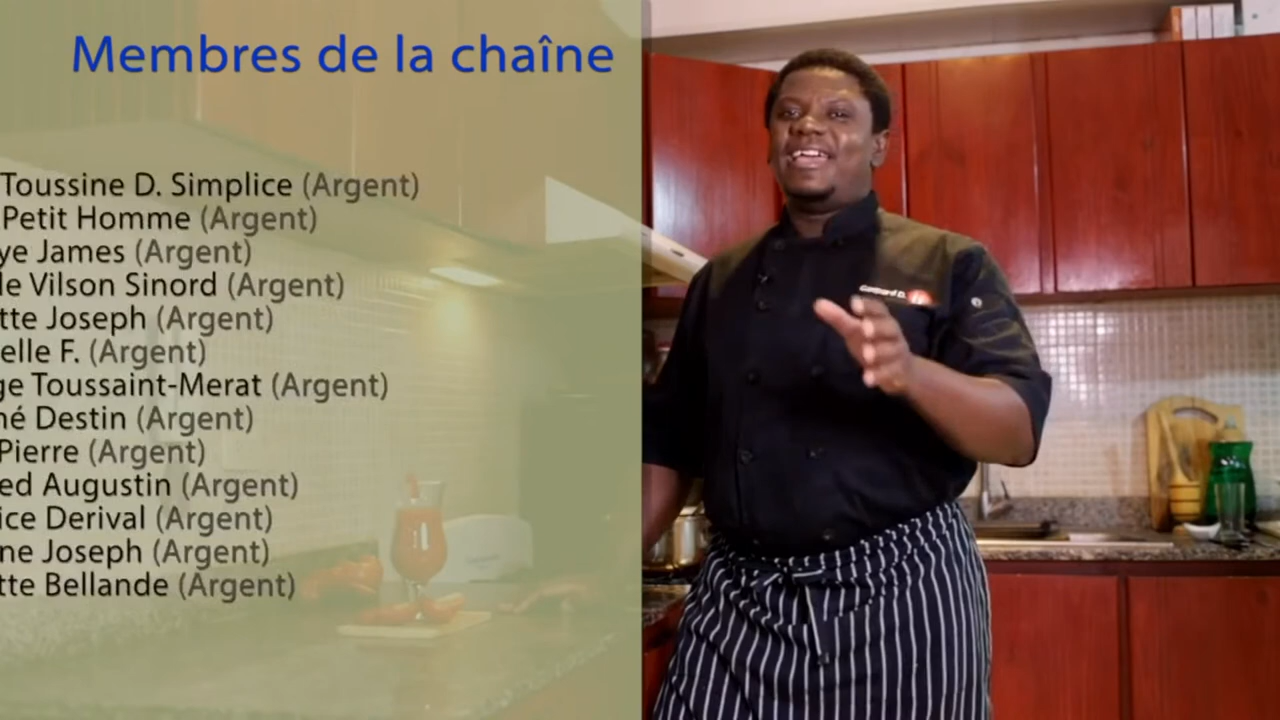 Membres de la chaîne
Toussine D. Simplice (Argent)
Petit Homme (Argent)
ye James (Argent)
le Vilson Sinord (Argent)
tte Joseph (Argent)
elle F. (Argent)
ge Toussaint-Merat (Argent)
né Destin (Argent)
Pierre (Argent)
ed Augustin (Argent)
ice Derival (Argent)
ne Joseph (Argent)
tte Bellande (Argent)